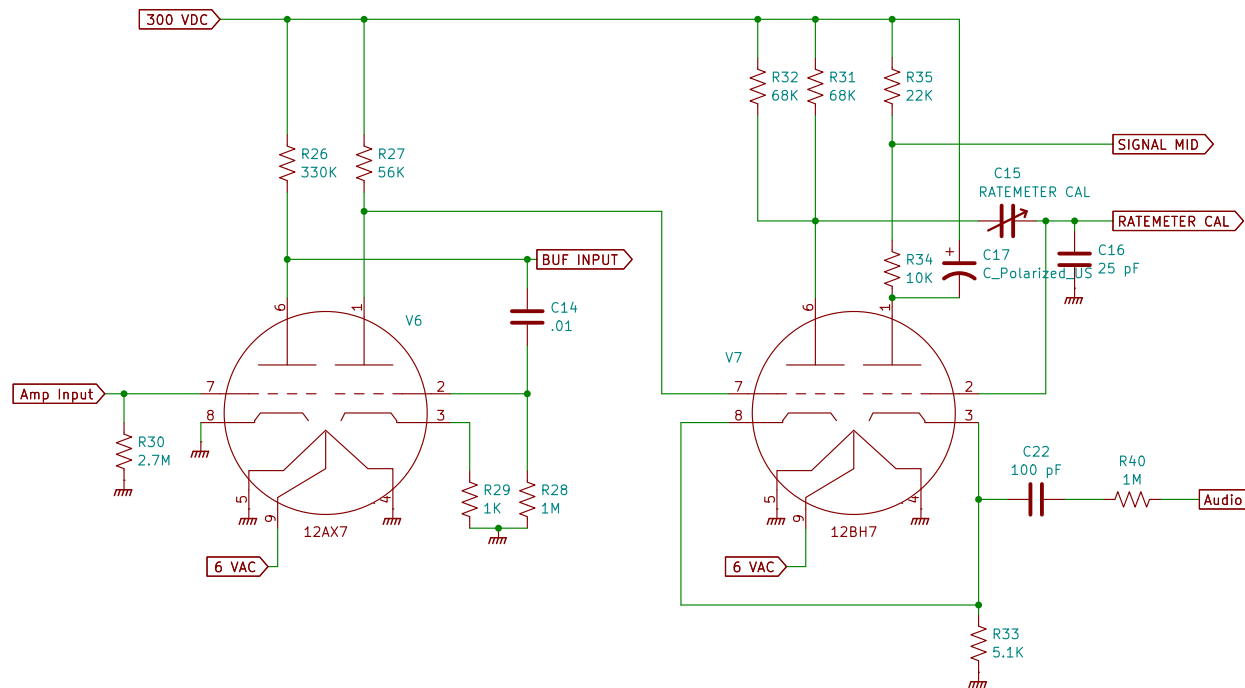 300 VDC
R32
68K
R31
68K
R35
22K
SIGNAL MID
R26
330K
R27
56K
C15
RATEMETER CAL
RATEMETER CAL
BUF INPUT
R34
10K
+
C17
C_Polarized_US
C16
25 pF
6
1
C14
.01
V6
6
1
V7
Amp Input
7
2
8
3
7
2
8
3
R30
2.7M
R29
1K
R28
1M
C22
100 pF
R40
1M
Audio
5
4
9
5
4
9
12AX7
12BH7
6 VAC
6 VAC
R33
5.1K